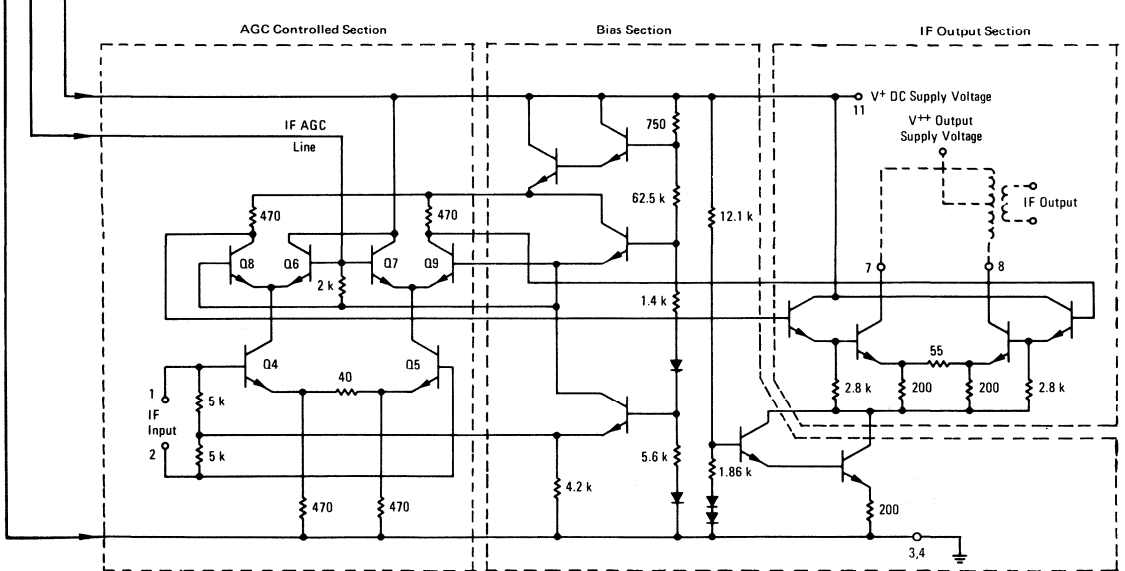 AGC Controlled Section
Bias Section
IF Output Section
V+ DC Supply Voltage
11
V++ Output
Supply Voltage
IF AGC
Line
750
62.5 k
12.1 k
IF Output
470
470
Q8
Q6
Q7
Q9
2 k
7
8
1.4 k
Q4
Q5
40
55
1
5 k
IF
Input
2
5 k
2.8 k
200
200
2.8 k
5.6 k
1.86 k
4.2 k
470
470
200
3,4